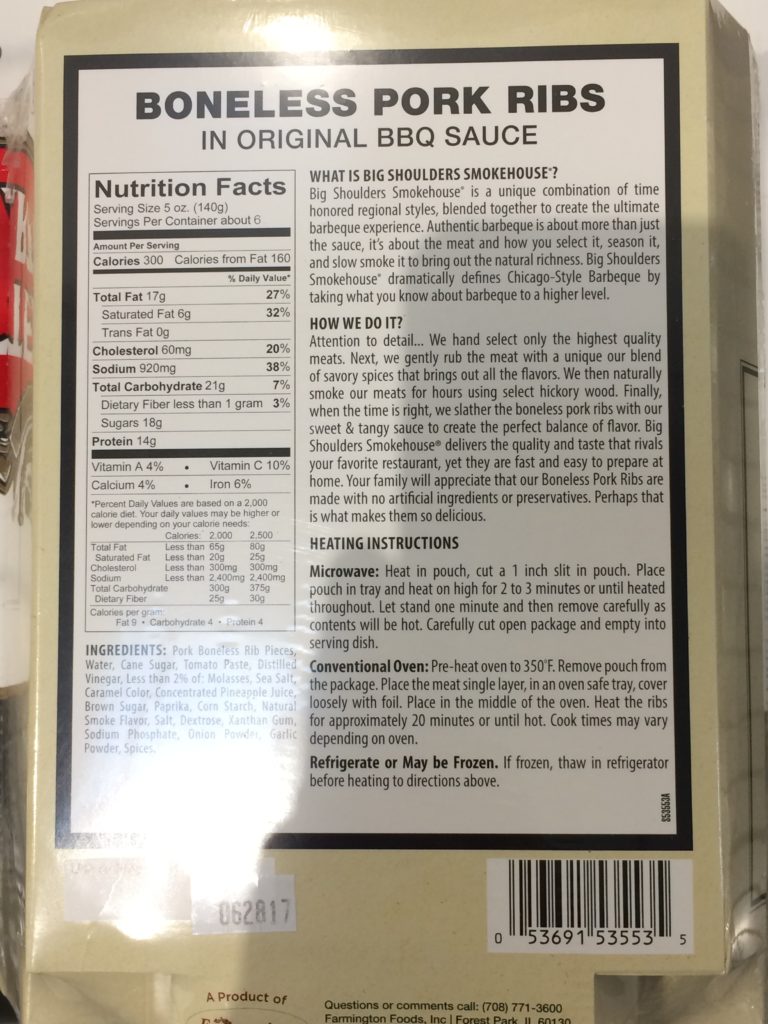 BONELESS PORK RIBS
IN ORIGINAL BBQ SAUCE
Nutrition Facts
Serving Size 5 oz. (140g)
Servings Per Container about 6
Amount Per Serving
Calories 300 Calories from Fat 160
% Daily Value*
Total Fat 17g 27%
Saturated Fat 6g 32%
Trans Fat 0g
Cholesterol 60mg 20%
Sodium 920mg 38%
Total Carbohydrate 21g 7%
Dietary Fiber less than 1 gram 3%
Sugars 18g
Protein 14g
Vitamin A 4% • Vitamin C 10%
Calcium 4% • Iron 6%
*Percent Daily Values are based on a 2,000
calorie diet. Your daily values may be higher or
lower depending on your calorie needs:
Calories: 2,000 2,500
Total Fat Less than 65g 80g
Saturated Fat Less than 20g 25g
Cholesterol Less than 300mg 300mg
Sodium Less than 2,400mg 2,400mg
Total Carbohydrate 300g 375g
Dietary Fiber 25g 30g
Calories per gram:
Fat 9 • Carbohydrate 4 • Protein 4
INGREDIENTS: Pork Boneless Rib Pieces,
Water, Cane Sugar, Tomato Paste, Distilled
Vinegar, Less than 2% of: Molasses, Sea Salt,
Caramel Color, Concentrated Pineapple Juice,
Brown Sugar, Paprika, Corn Starch, Natural
Smoke Flavor, Salt, Dextrose, Xanthan Gum,
Sodium Phosphate, Onion Powder, Garlic
Powder, Spices.
WHAT IS BIG SHOULDERS SMOKEHOUSE®?
Big Shoulders Smokehouse® is a unique combination of time
honored regional styles, blended together to create the ultimate
barbeque experience. Authentic barbeque is about more than just
the sauce, it's about the meat and how you select it, season it,
and slow smoke it to bring out the natural richness. Big Shoulders
Smokehouse® dramatically defines Chicago-Style Barbeque by
taking what you know about barbeque to a higher level.
HOW WE DO IT?
Attention to detail... We hand select only the highest quality
meats. Next, we gently rub the meat with a unique our blend
of savory spices that brings out all the flavors. We then naturally
smoke our meats for hours using select hickory wood. Finally,
when the time is right, we slather the boneless pork ribs with our
sweet & tangy sauce to create the perfect balance of flavor. Big
Shoulders Smokehouse® delivers the quality and taste that rivals
your favorite restaurant, yet they are fast and easy to prepare at
home. Your family will appreciate that our Boneless Pork Ribs are
made with no artificial ingredients or preservatives. Perhaps that
is what makes them so delicious.
HEATING INSTRUCTIONS
Microwave: Heat in pouch, cut a 1 inch slit in pouch. Place
pouch in tray and heat on high for 2 to 3 minutes or until heated
throughout. Let stand one minute and then remove carefully as
contents will be hot. Carefully cut open package and empty into
serving dish.
Conventional Oven: Pre-heat oven to 350°F. Remove pouch from
the package. Place the meat single layer, in an oven safe tray, cover
loosely with foil. Place in the middle of the oven. Heat the ribs
for approximately 20 minutes or until hot. Cook times may vary
depending on oven.
Refrigerate or May be Frozen. If frozen, thaw in refrigerator
before heating to directions above.
S53553A
062817
0 53691 53553 5
A Product of
Questions or comments call: (708) 771-3600
Farmington Foods, Inc | Forest Park, IL 60130